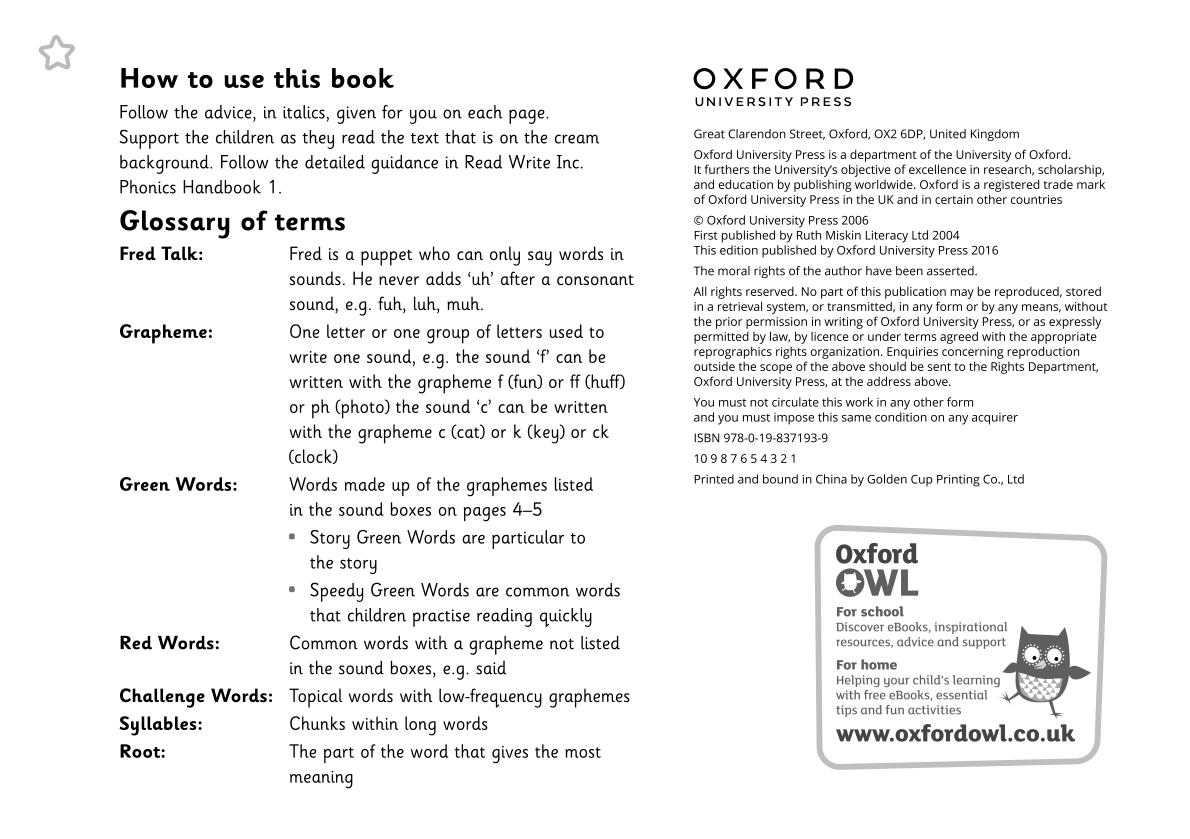 How to use this book
Follow the advice, in italics, given for you on each page.
Support the children as they read the text that is on the cream
background. Follow the detailed guidance in Read Write Inc.
Phonics Handbook 1.
Glossary of terms
Fred Talk: Fred is a puppet who can only say words in
sounds. He never adds ‘uh’ after a consonant
sound, e.g. fuh, luh, muh.
Grapheme: One letter or one group of letters used to
write one sound, e.g. the sound ‘f’ can be
written with the grapheme f (fun) or ff (huff)
or ph (photo) the sound ‘c’ can be written
with the grapheme c (cat) or k (key) or ck
(clock)
Green Words: Words made up of the graphemes listed
in the sound boxes on pages 4–5
• Story Green Words are particular to
the story
• Speedy Green Words are common words
that children practise reading quickly
Red Words: Common words with a grapheme not listed
in the sound boxes, e.g. said
Challenge Words: Topical words with low-frequency graphemes
Syllables: Chunks within long words
Root: The part of the word that gives the most
meaning
OXFORD
UNIVERSITY PRESS
Great Clarendon Street, Oxford, OX2 6DP, United Kingdom
Oxford University Press is a department of the University of Oxford.
It furthers the University’s objective of excellence in research, scholarship,
and education by publishing worldwide. Oxford is a registered trade mark
of Oxford University Press in the UK and in certain other countries
© Oxford University Press 2006
First published by Ruth Miskin Literacy Ltd 2004
This edition published by Oxford University Press 2016
The moral rights of the author have been asserted.
All rights reserved. No part of this publication may be reproduced, stored
in a retrieval system, or transmitted, in any form or by any means, without
the prior permission in writing of Oxford University Press, or as expressly
permitted by law, by licence or under terms agreed with the appropriate
reprographics rights organization. Enquiries concerning reproduction
outside the scope of the above should be sent to the Rights Department,
Oxford University Press, at the address above.
You must not circulate this work in any other form
and you must impose this same condition on any acquirer
ISBN 978-0-19-837193-9
10 9 8 7 6 5 4 3 2 1
Printed and bound in China by Golden Cup Printing Co., Ltd
Oxford
OWL
For school
Discover eBooks, inspirational
resources, advice and support
For home
Helping your child’s learning
with free eBooks, essential
tips and fun activities
www.oxfordowl.co.uk